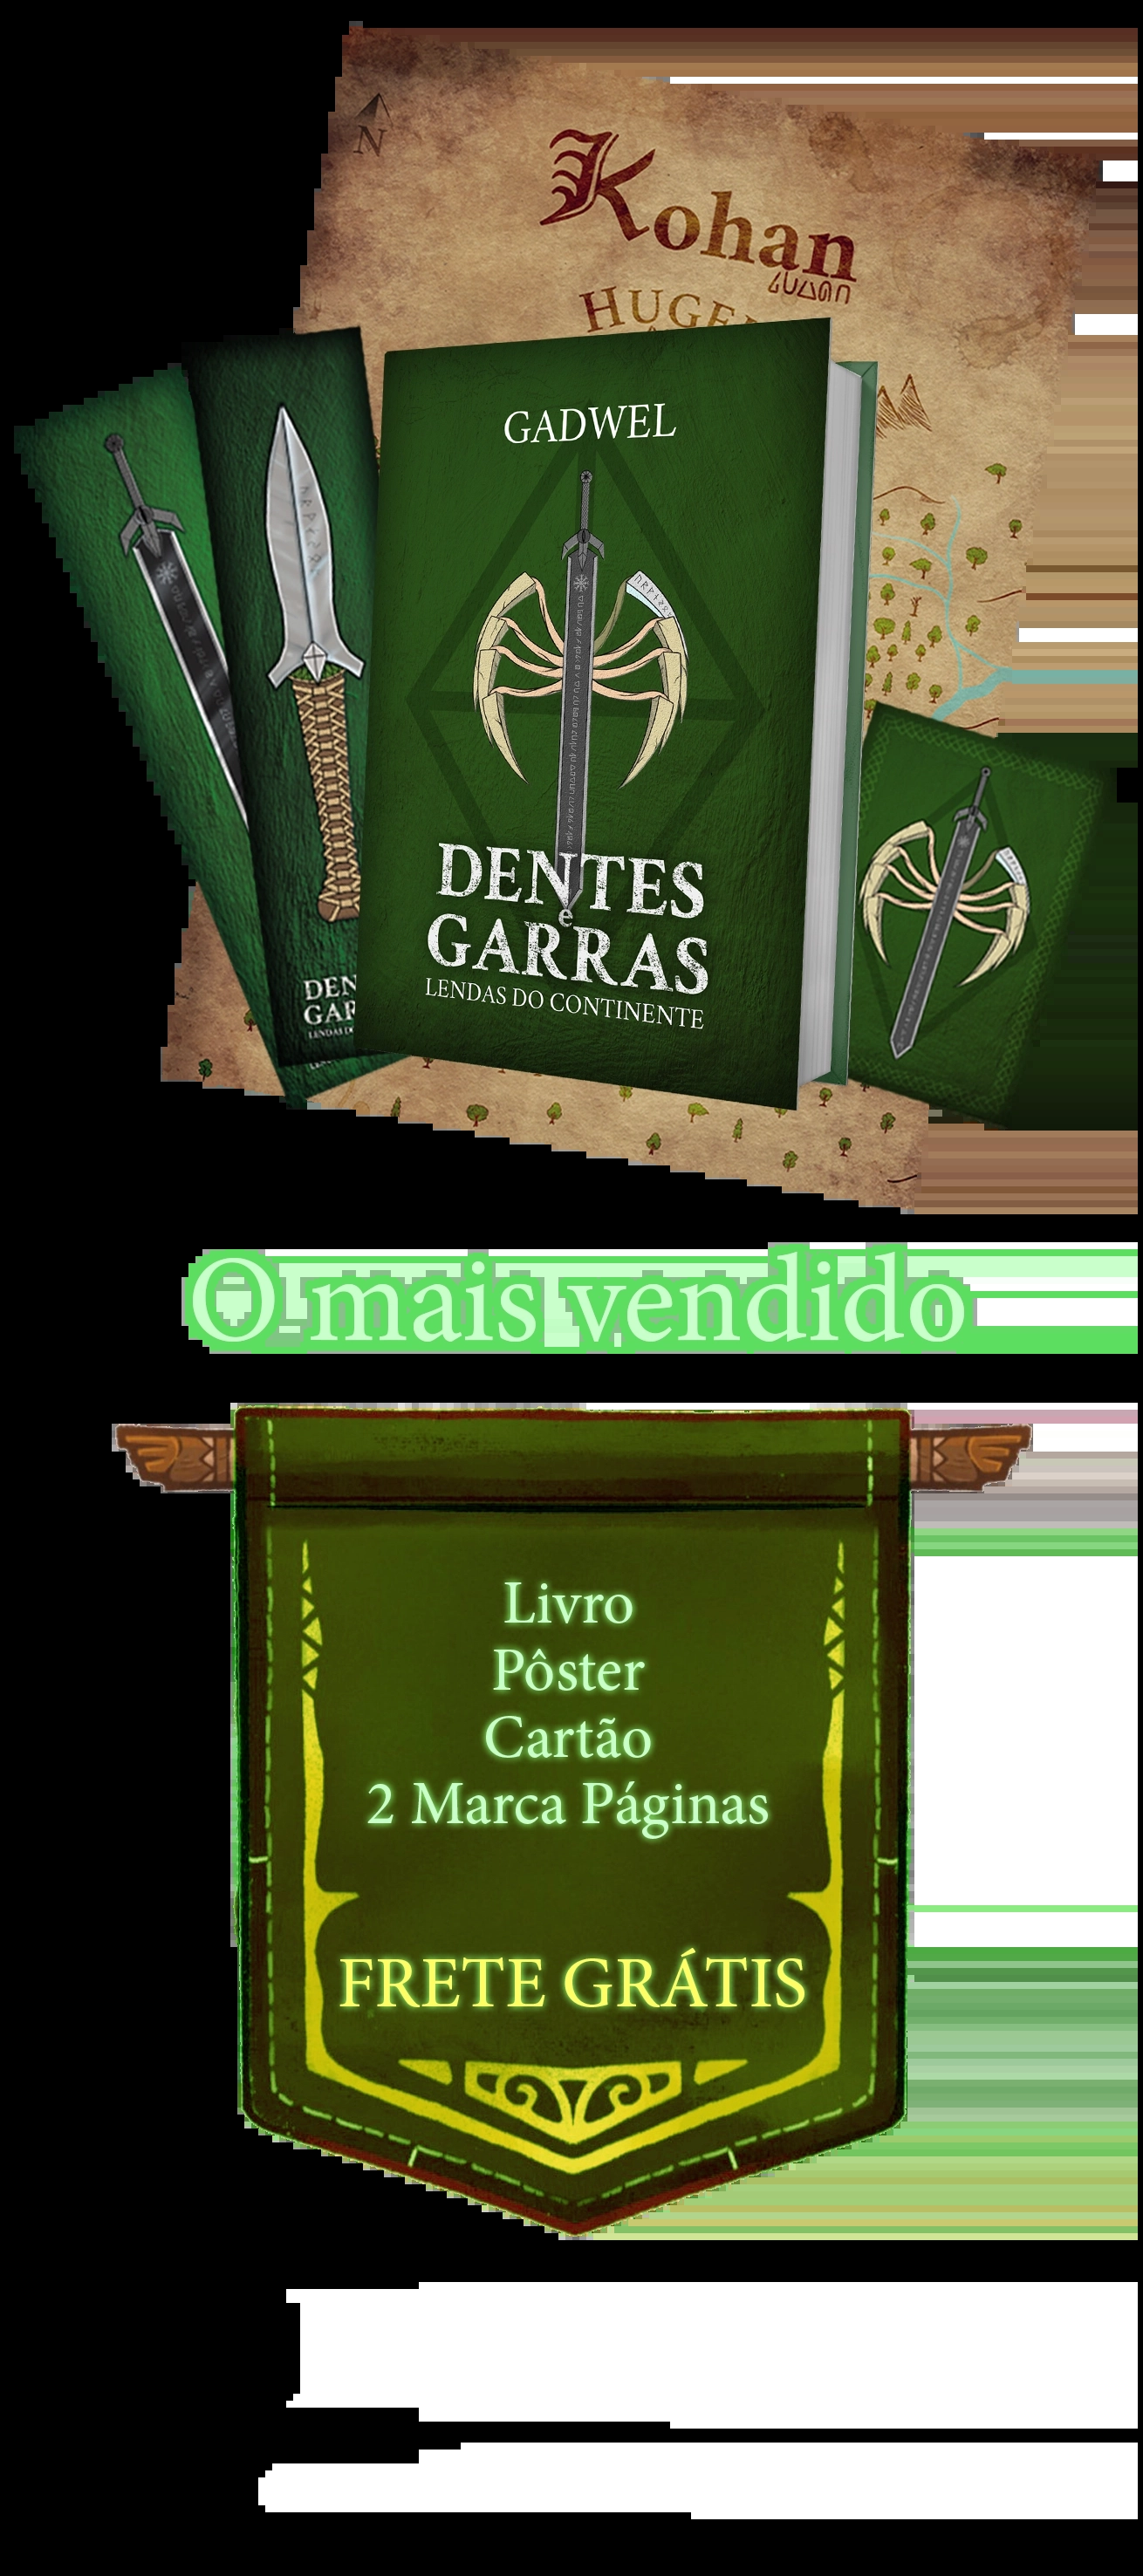 N
Kohan
GADWEL
DENTES
e
GARRAS
LENDAS DO CONTINENTE
O mais vendido
Livro
Pôster
Cartão
2 Marca Páginas
FRETE GRÁTIS